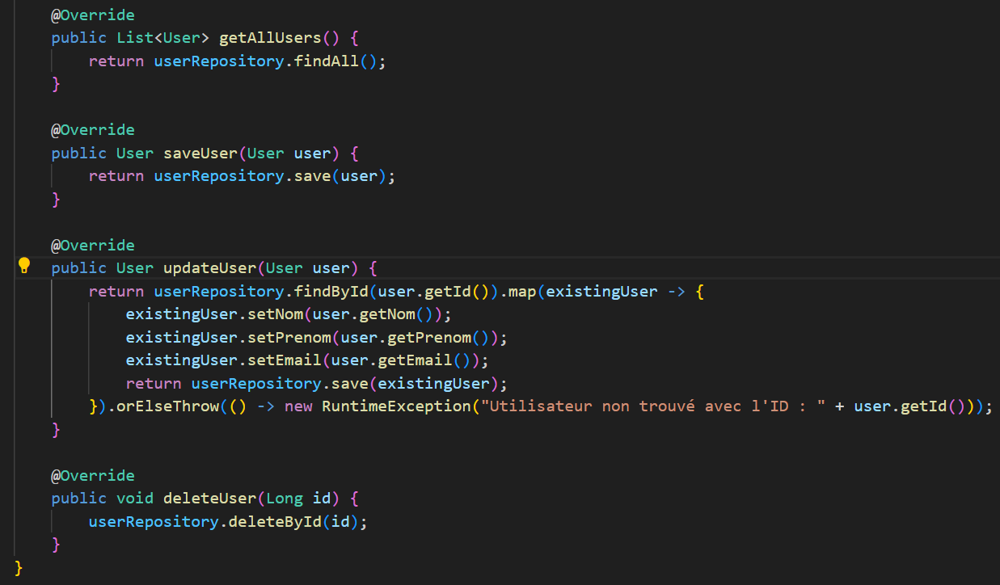 @Override
public List<User> getAllUsers() {
return userRepository.findAll();
}
@Override
public User saveUser(User user) {
return userRepository.save(user);
}
@Override
public User updateUser(User user) {
return userRepository.findById(user.getId()).map(existingUser -> {
existingUser.setNom(user.getNom());
existingUser.setPrenom(user.getPrenom());
existingUser.setEmail(user.getEmail());
return userRepository.save(existingUser);
}).orElseThrow(() -> new RuntimeException("Utilisateur non trouvé avec l'ID : " + user.getId()));
}
@Override
public void deleteUser(Long id) {
userRepository.deleteById(id);
}
}